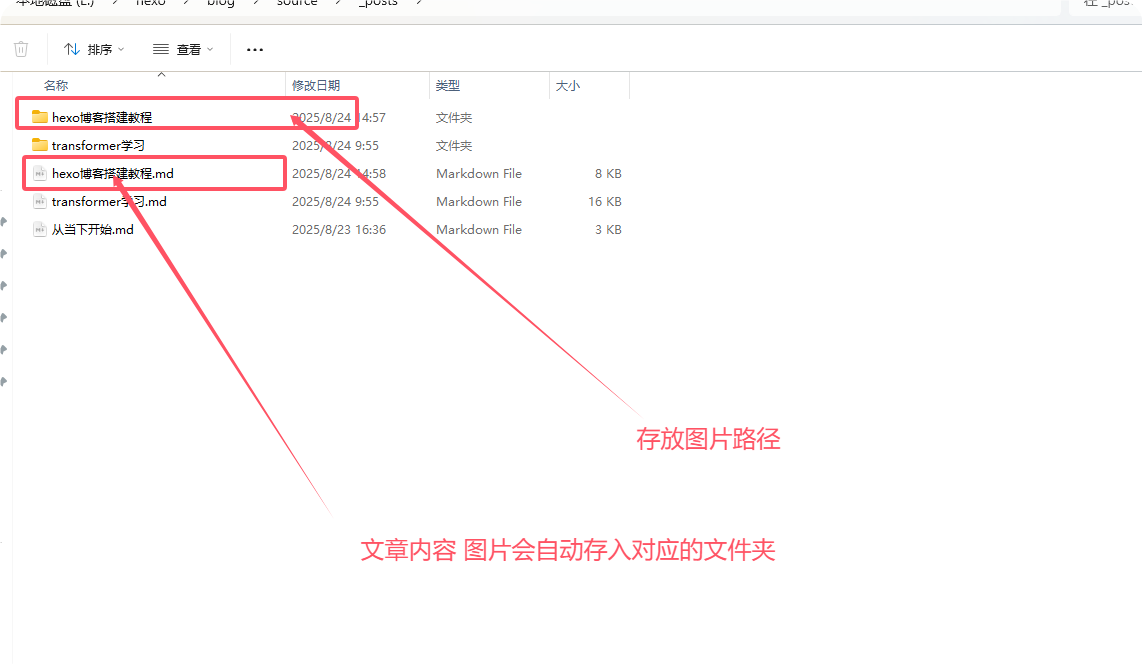 本地磁盘 (E:) › hexo › blog › source › _posts ›
在 _pos
排序 查看 ···
名称 修改日期 类型 大小
hexo博客搭建教程 2025/8/24 14:57 文件夹
transformer学习 2025/8/24 9:55 文件夹
hexo博客搭建教程.md 2025/8/24 14:58 Markdown File 8 KB
transformer学习.md 2025/8/24 9:55 Markdown File 16 KB
从当下开始.md 2025/8/23 16:36 Markdown File 3 KB
存放图片路径
文章内容 图片会自动存入对应的文件夹